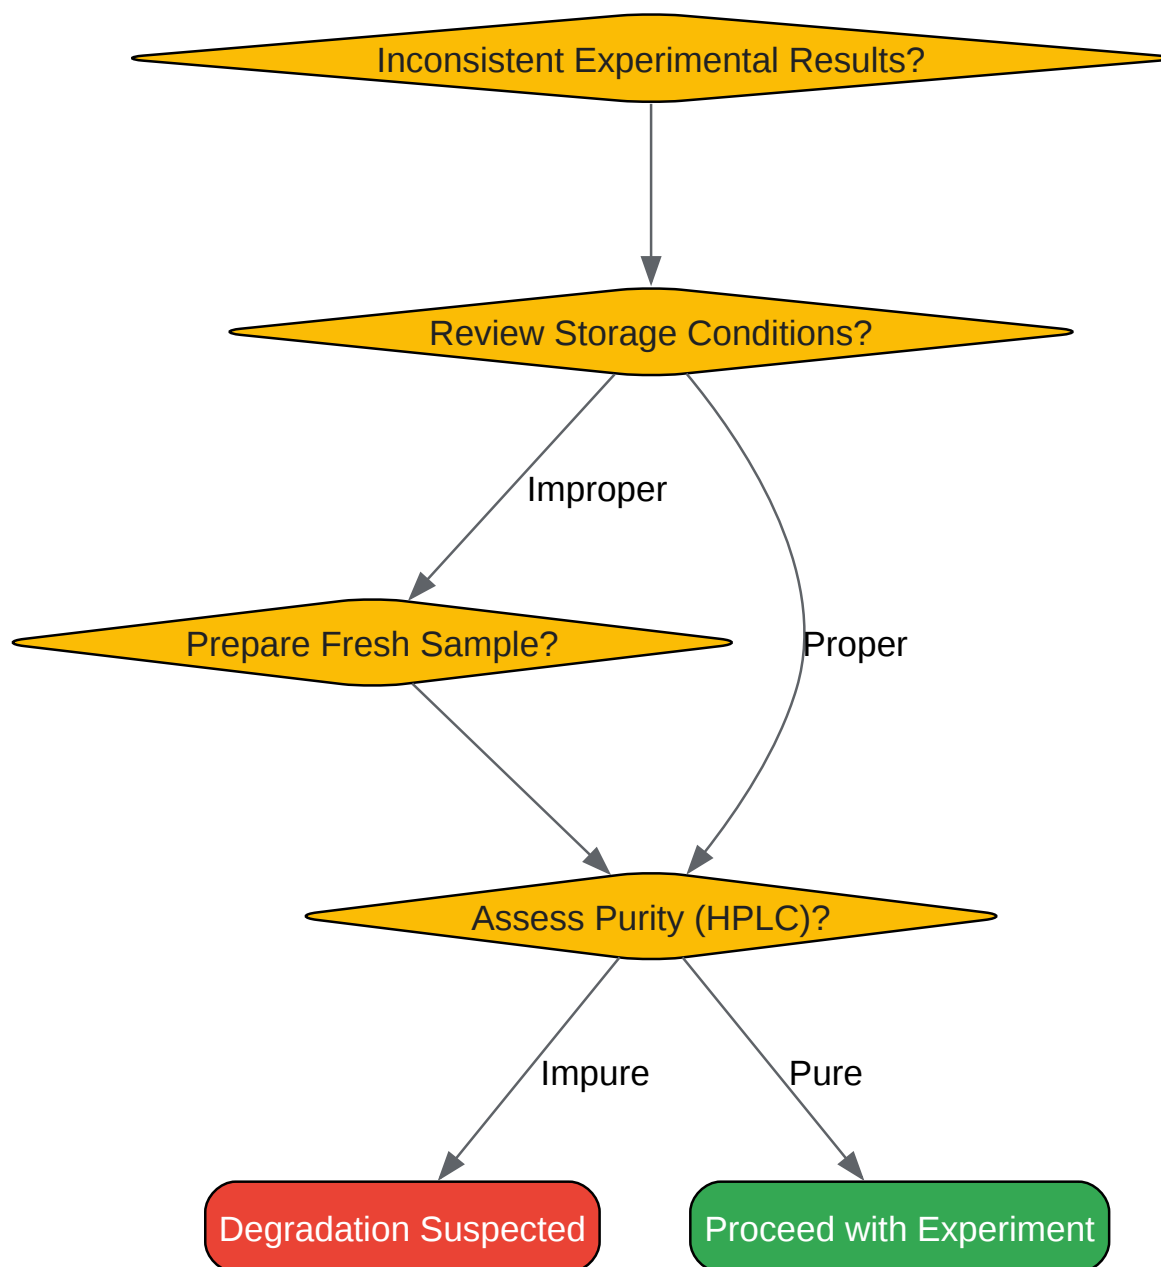 Inconsistent Experimental Results?
Review Storage Conditions?
Improper
Prepare Fresh Sample?
Proper
Assess Purity (HPLC)?
Impure
Pure
Degradation Suspected
Proceed with Experiment